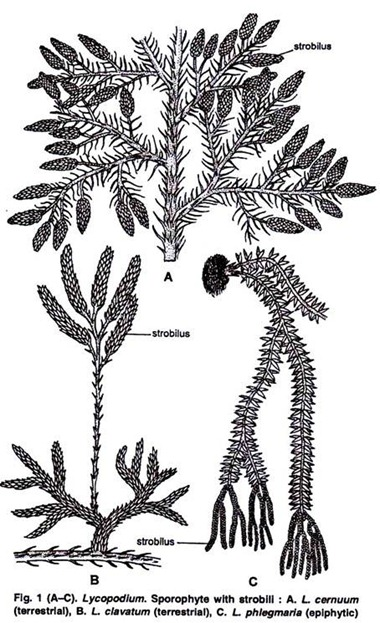 strobilus
A
strobilus
strobilus
B
C
Fig. 1 (A–C). Lycopodium. Sporophyte with strobili : A. L. cernuum
(terrestrial), B. L. clavatum (terrestrial), C. L. phlegmaria (epiphytic)